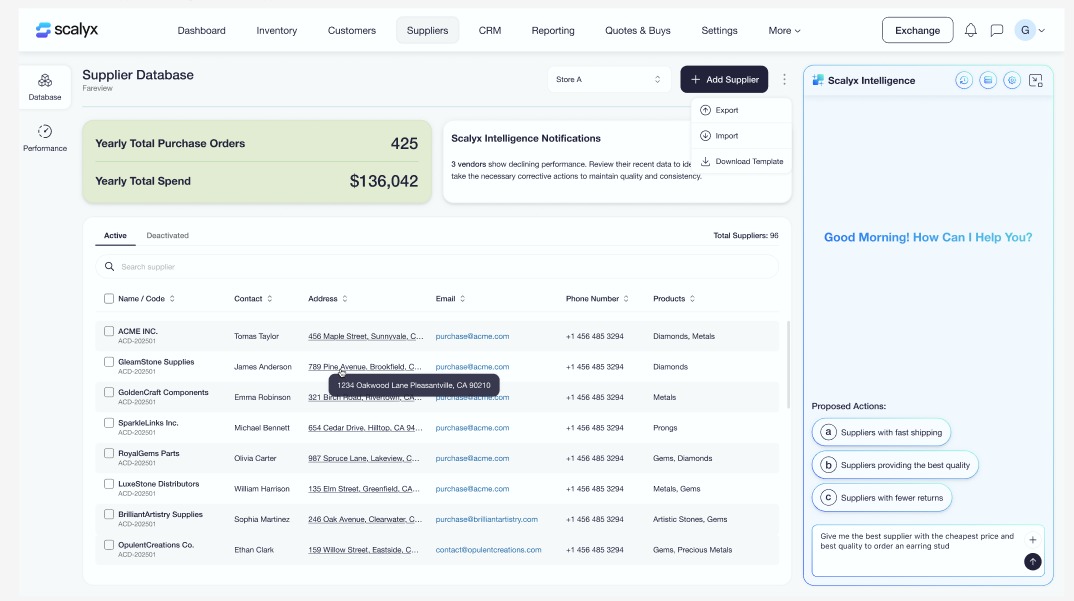 scalyx
Dashboard
Inventory
Customers
Suppliers
CRM
Reporting
Quotes & Buys
Settings
More
Exchange
G
Database
Performance
Supplier Database
Fareview
Store A
+ Add Supplier
Export
Import
Download Template
Yearly Total Purchase Orders 425
Yearly Total Spend $136,042
Scalyx Intelligence Notifications
3 vendors show declining performance. Review their recent data to ide
take the necessary corrective actions to maintain quality and consistency.
Active Deactivated Total Suppliers: 96
Search supplier
Name / Code Contact Address Email Phone Number Products
ACME INC.
ACD-202501
Tomas Taylor 456 Maple Street, Sunnyvale, C... purchase@acme.com +1 456 485 3294 Diamonds, Metals
GleamStone Supplies
ACD-202501
James Anderson 789 Pine Avenue, Brookfield, C... purchase@acme.com +1 456 485 3294 Diamonds
1234 Oakwood Lane Pleasantville, CA 90210
GoldenCraft Components
ACD-202501
Emma Robinson 321 Birch Road, Rivertown, CA... purchase@acme.com +1 456 485 3294 Metals
SparkleLinks Inc.
ACD-202501
Michael Bennett 654 Cedar Drive, Hilltop, CA 94... purchase@acme.com +1 456 485 3294 Prongs
RoyalGems Parts
ACD-202501
Olivia Carter 987 Spruce Lane, Lakeview, C... purchase@acme.com +1 456 485 3294 Gems, Diamonds
LuxeStone Distributors
ACD-202501
William Harrison 135 Elm Street, Greenfield, CA... purchase@acme.com +1 456 485 3294 Metals, Gems
BrilliantArtistry Supplies
ACD-202501
Sophia Martinez 246 Oak Avenue, Clearwater, C... purchase@brilliantartistry.com +1 456 485 3294 Artistic Stones, Gems
OpulentCreations Co.
ACD-202501
Ethan Clark 159 Willow Street, Eastside, C... contact@opulentcreations.com +1 456 485 3294 Gems, Precious Metals
Scalyx Intelligence
Good Morning! How Can I Help You?
Proposed Actions:
a Suppliers with fast shipping
b Suppliers providing the best quality
c Suppliers with fewer returns
Give me the best supplier with the cheapest price and
best quality to order an earring stud